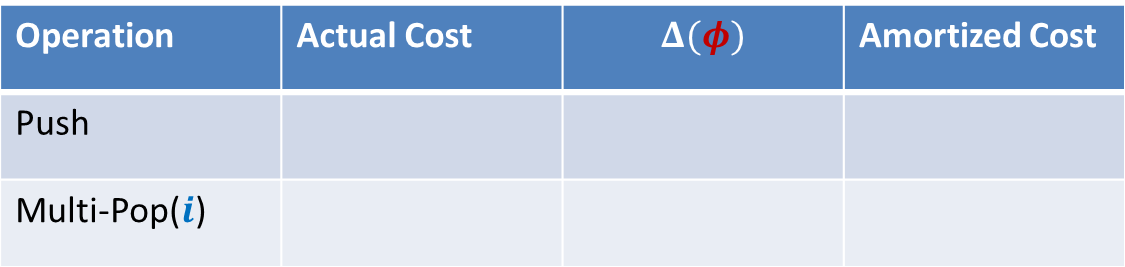 Operation Actual Cost Δ(ϕ) Amortized Cost
Push
Multi-Pop(i)